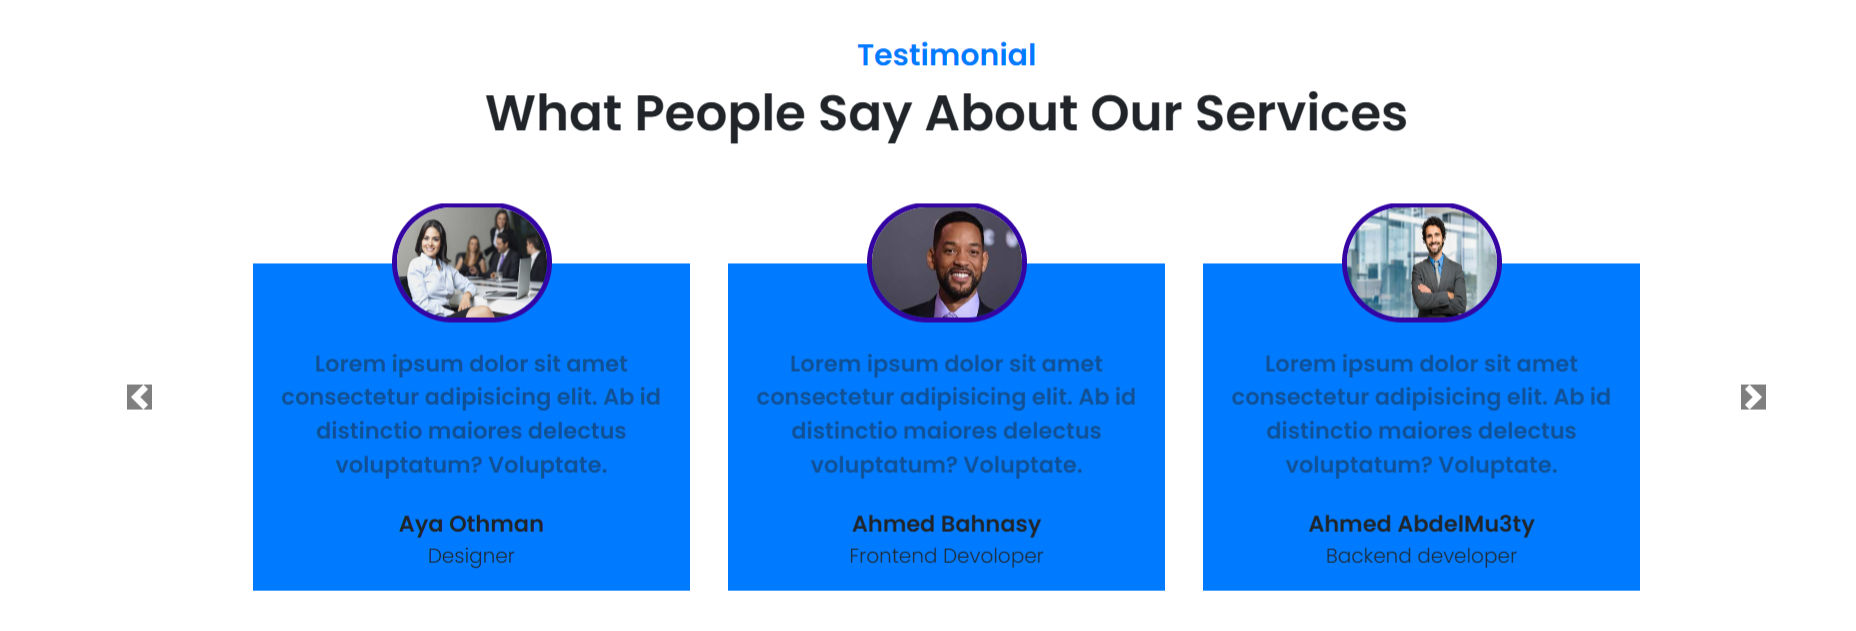 Testimonial
What People Say About Our Services
Lorem ipsum dolor sit amet
consectetur adipisicing elit. Ab id
distinctio maiores delectus
voluptatum? Voluptate.
Aya Othman
Designer
Lorem ipsum dolor sit amet
consectetur adipisicing elit. Ab id
distinctio maiores delectus
voluptatum? Voluptate.
Ahmed Bahnasy
Frontend Devoloper
Lorem ipsum dolor sit amet
consectetur adipisicing elit. Ab id
distinctio maiores delectus
voluptatum? Voluptate.
Ahmed AbdelMu3ty
Backend developer